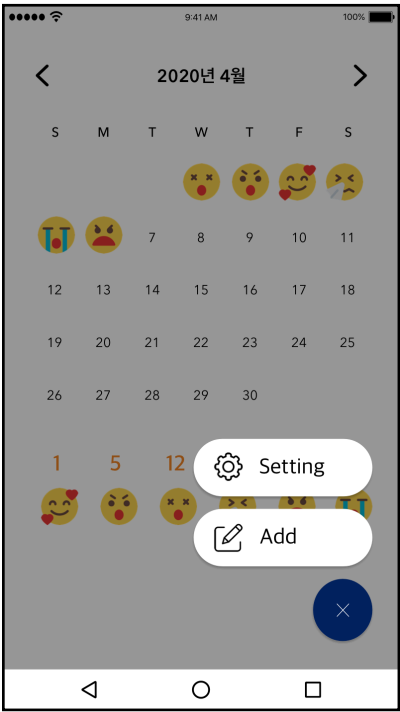 9:41 AM 100%
2020년 4월
S M T W T F S
7 8 9 10 11
12 13 14 15 16 17 18
19 20 21 22 23 24 25
26 27 28 29 30
1 5 12
Setting
Add